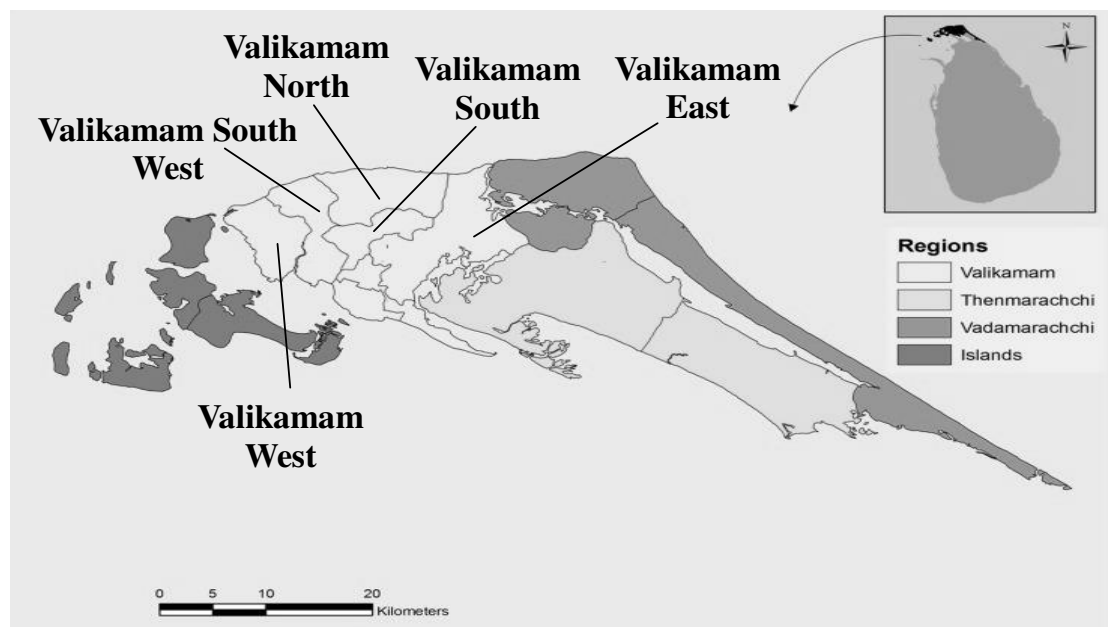 Valikamam
North
Valikamam
South
Valikamam
East
Valikamam South
West
Valikamam
West
N
Regions
Valikamam
Thenmarachchi
Vadamarachchi
Islands
0 5 10 20
Kilometers